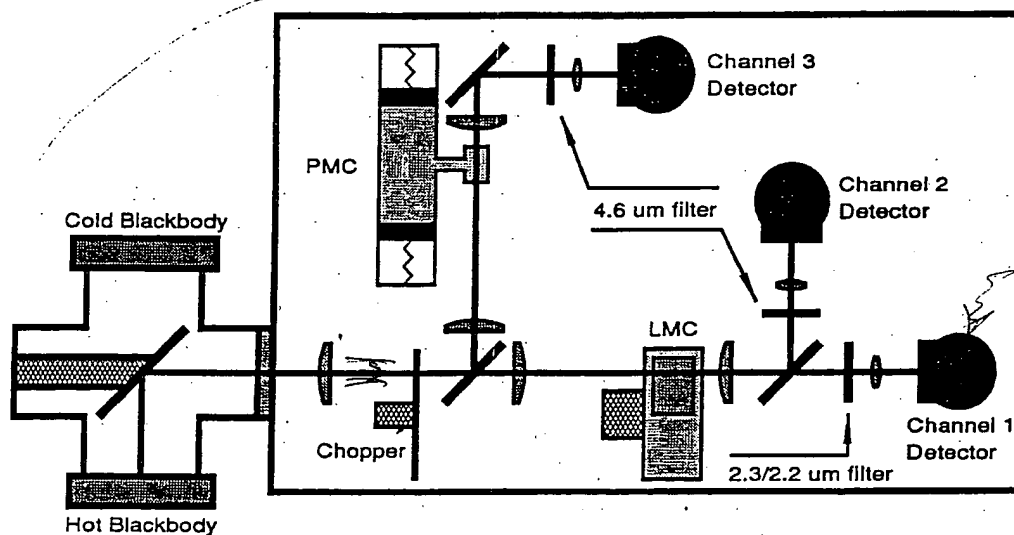 Channel 3
Detector
PMC
Channel 2
Detector
4.6 um filter
Cold Blackbody
LMC
Chopper
Channel 1
Detector
2.3/2.2 um filter
Hot Blackbody